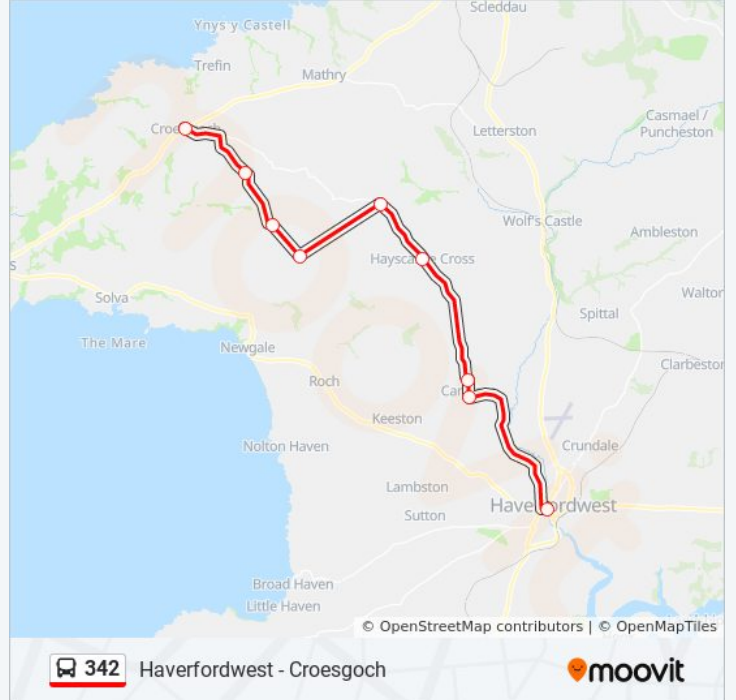 Scleddau
Ynys y Castell
Trefin
Mathry
Casmael /
Puncheston
Letterston
Wolf's Castle
Ambleston
Hayscastle Cross
S
Solva
Walton
Spittal
The Mare
Newgale
Clarbeston
Roch
Keeston
Crundale
Nolton Haven
Lambston
Haverfordwest
Sutton
Broad Haven
Little Haven
© OpenStreetMap contributors | © OpenMapTiles
342 Haverfordwest - Croesgoch
moovit